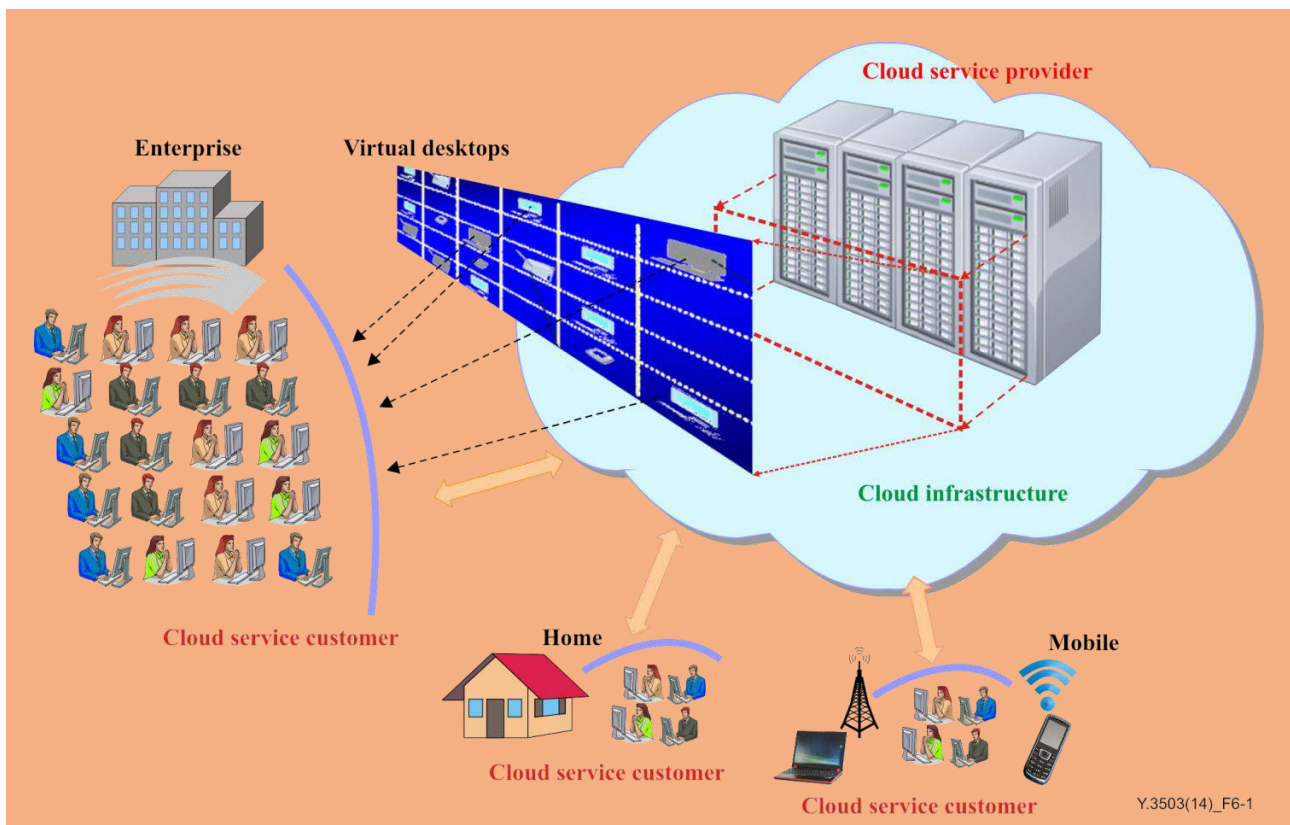 Cloud service provider
Enterprise
Virtual desktops
Cloud infrastructure
Cloud service customer
Home
Mobile
Cloud service customer
Cloud service customer
Y.3503(14)_F6-1